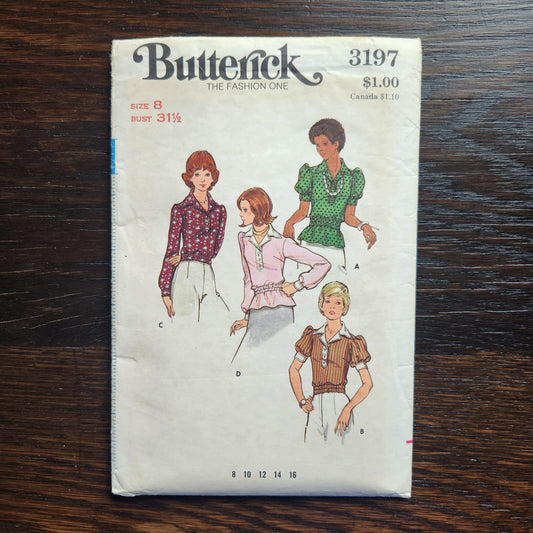 Butterick
THE FASHION ONE
3197
$1.00
Canada $1.10
SIZE 8
BUST 31½
A
C
D
B
8 10 12 14 16